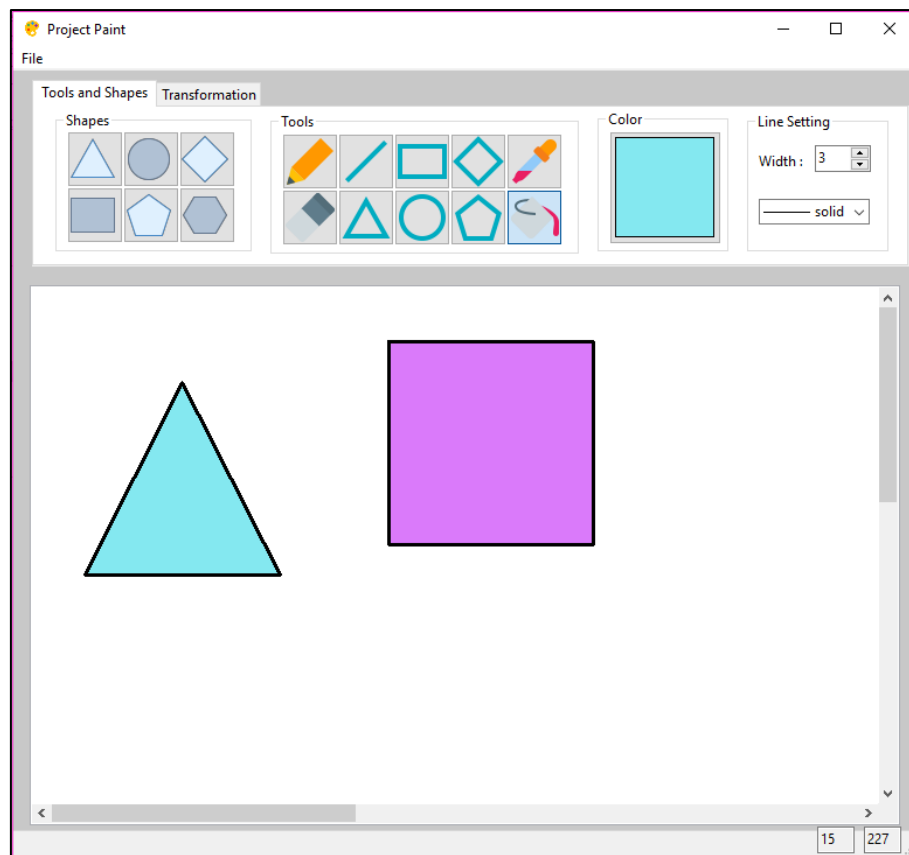 Project Paint
File
Tools and Shapes Transformation
Shapes Tools Color Line Setting
Width : 3
solid
15 227